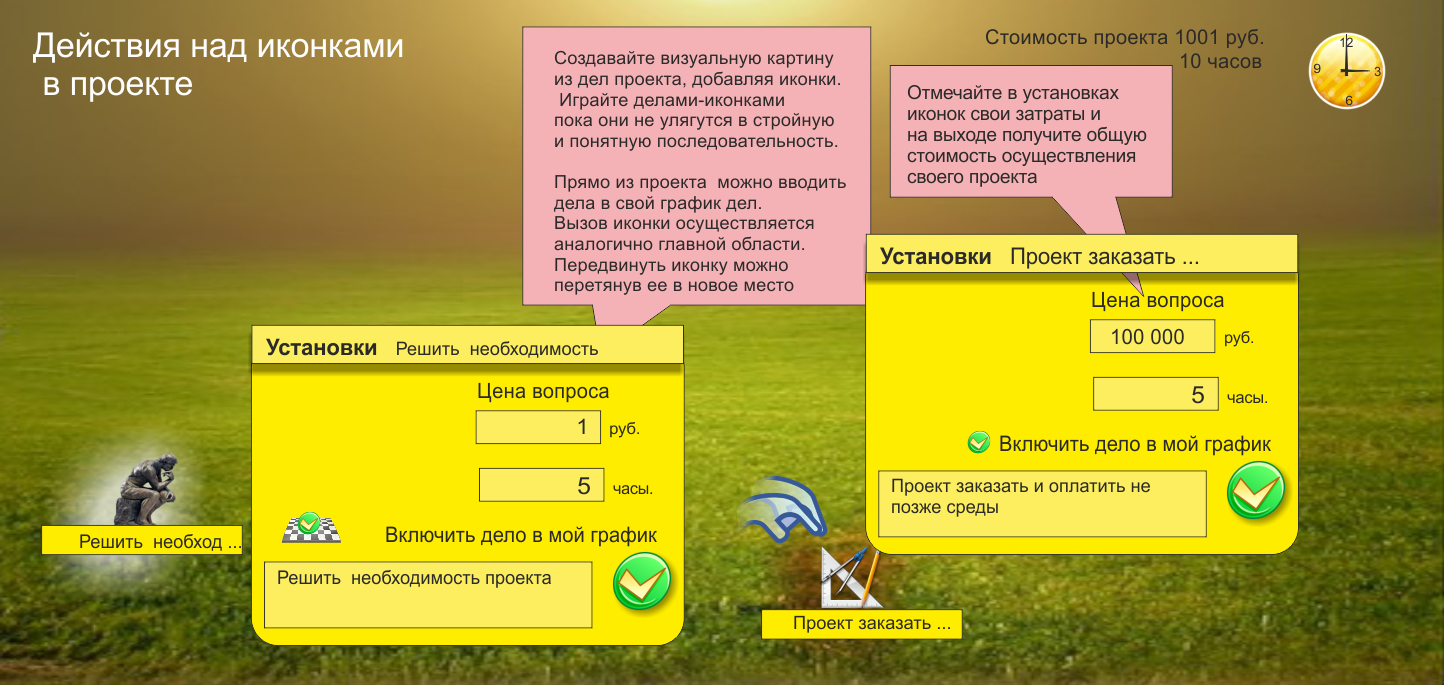 Действия над иконками
в проекте
Создавайте визуальную картину
из дел проекта, добавляя иконки.
Играйте делами-иконками
пока они не улягутся в стройную
и понятную последовательность.
Прямо из проекта можно вводить
дела в свой график дел.
Вызов иконки осуществляется
аналогично главной области.
Передвинуть иконку можно
перетянув ее в новое место
Стоимость проекта 1001 руб.
10 часов
12
9
3
6
Отмечайте в установках
иконок свои затраты и
на выходе получите общую
стоимость осуществления
своего проекта
Установки Проект заказать ...
Цена вопроса
100 000 руб.
5 часы.
Включить дело в мой график
Проект заказать и оплатить не
позже среды
Установки Решить необходимость
Цена вопроса
1 руб.
5 часы.
Включить дело в мой график
Решить необходимость проекта
Решить необход ...
Проект заказать ...